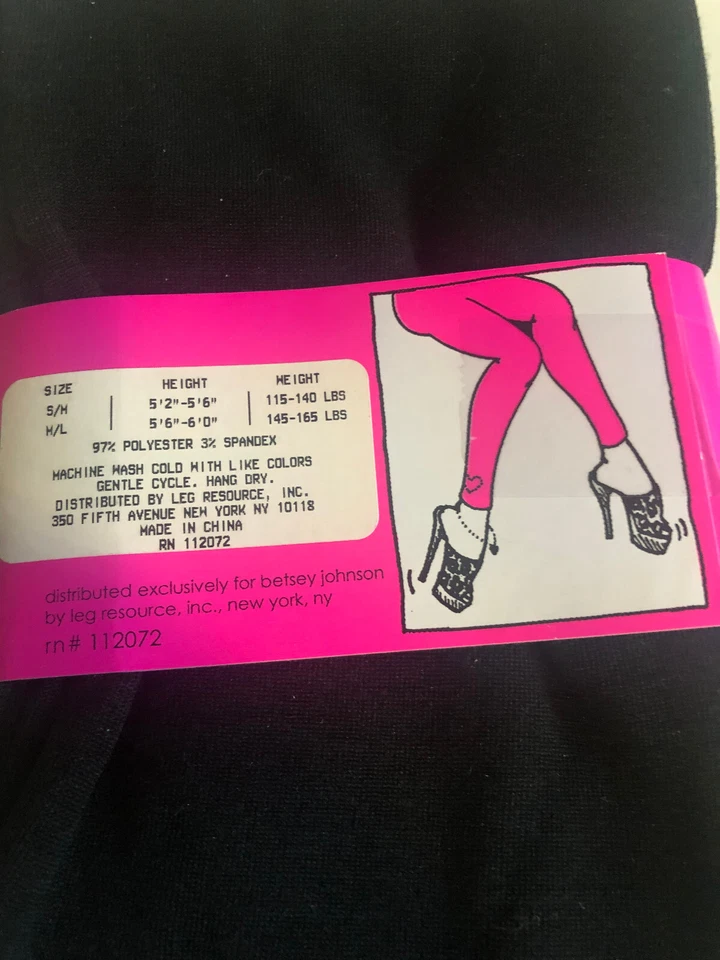 SIZE HEIGHT WEIGHT
S/M 5'2"-5'6" 115-140 LBS
M/L 5'6"-6'0" 145-165 LBS
97% POLYESTER 3% SPANDEX
MACHINE WASH COLD WITH LIKE COLORS
GENTLE CYCLE. HANG DRY.
DISTRIBUTED BY LEG RESOURCE, INC.
350 FIFTH AVENUE NEW YORK NY 10118
MADE IN CHINA
RN 112072
distributed exclusively for betsey johnson
by leg resource, inc., new york, ny
rn# 112072